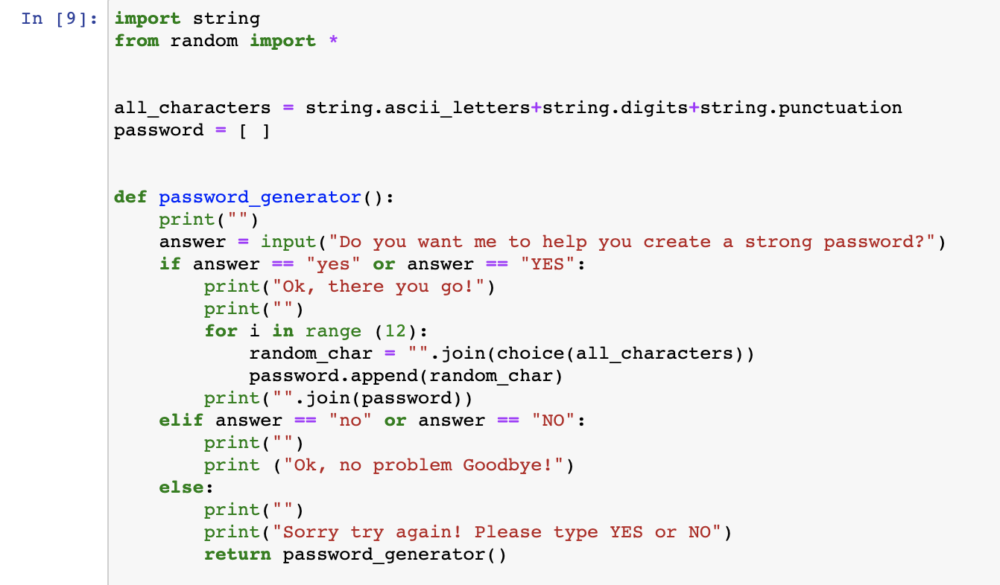 In [9]: import string
from random import *
all_characters = string.ascii_letters+string.digits+string.punctuation
password = [ ]
def password_generator():
    print("")
    answer = input("Do you want me to help you create a strong password?")
    if answer == "yes" or answer == "YES":
        print("Ok, there you go!")
        print("")
        for i in range (12):
            random_char = "".join(choice(all_characters))
            password.append(random_char)
        print("".join(password))
    elif answer == "no" or answer == "NO":
        print("")
        print ("Ok, no problem Goodbye!")
    else:
        print("")
        print("Sorry try again! Please type YES or NO")
        return password_generator()